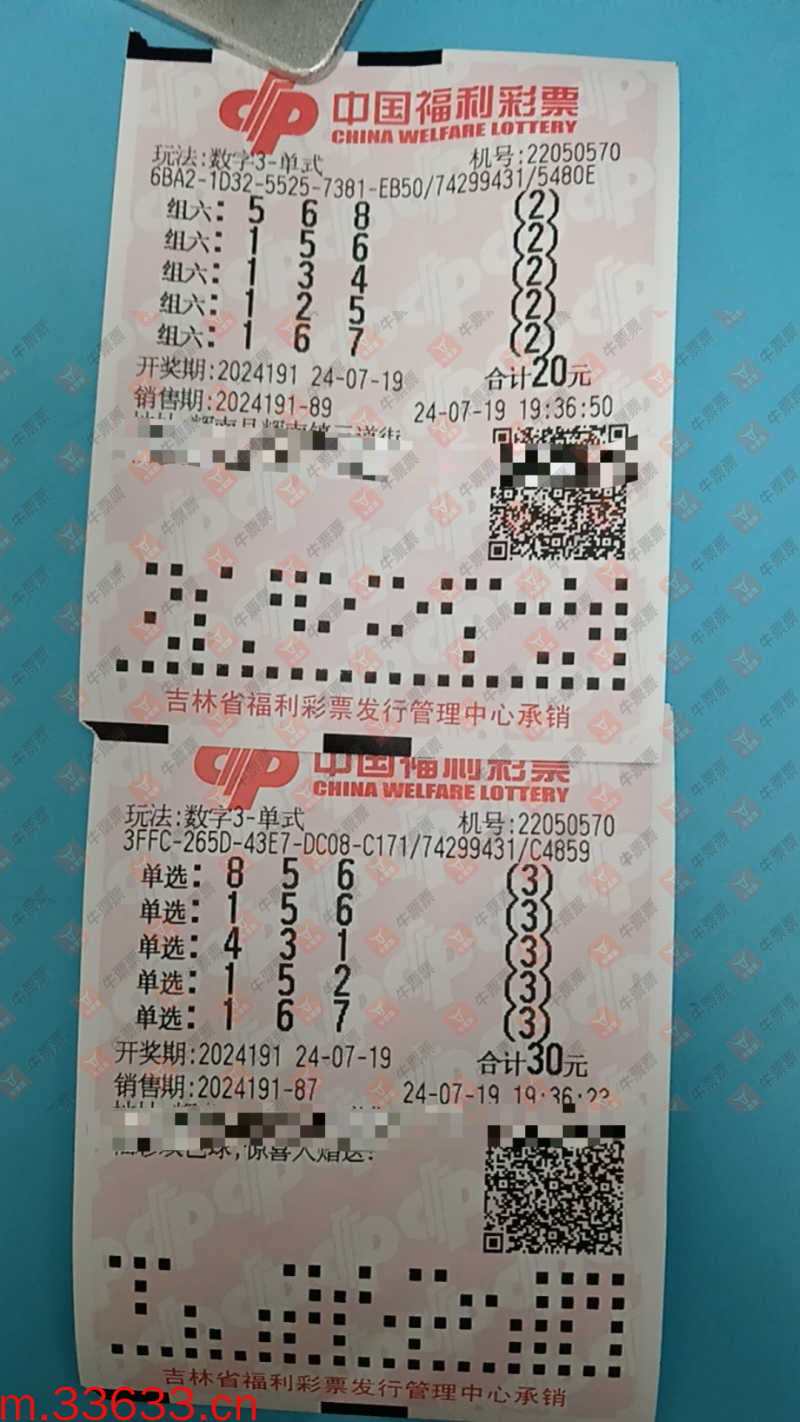 中国福利彩票
CHINA WELFARE LOTTERY
玩法:数字3-单式 机号:22050570
6BA2-1D32-5525-7381-EB50/74299431/5480E
组六: 5 6 8 (2)
组六: 1 5 6 (2)
组六: 1 3 4 (2)
组六: 1 2 5 (2)
组六: 1 6 7 (2)
开奖期:2024191 24-07-19 合计20元
销售期:2024191-89 24-07-19 19:36:50
吉林省福利彩票发行管理中心承销
中国福利彩票
CHINA WELFARE LOTTERY
玩法:数字3-单式 机号:22050570
3FFC-265D-43E7-DC08-C171/74299431/C4859
单选: 8 5 6 (3)
单选: 1 5 6 (3)
单选: 4 3 1 (3)
单选: 1 5 2 (3)
单选: 1 6 7 (3)
开奖期:2024191 24-07-19 合计30元
销售期:2024191-87 24-07-19 19:36:22
吉林省福利彩票发行管理中心承销
m.33633.cn
牛票票